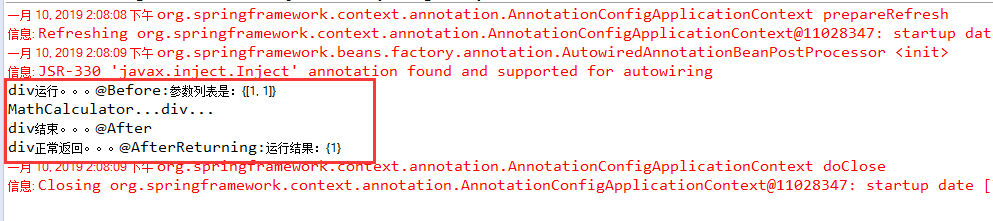 一月 10, 2019 2:08:08 下午 org.springframework.context.annotation.AnnotationConfigApplicationContext prepareRefresh
信息: Refreshing org.springframework.context.annotation.AnnotationConfigApplicationContext@11028347: startup dat
一月 10, 2019 2:08:09 下午 org.springframework.beans.factory.annotation.AutowiredAnnotationBeanPostProcessor <init>
信息: JSR-330 'javax.inject.Inject' annotation found and supported for autowiring
div运行。。。@Before:参数列表是：{[1, 1]}
MathCalculator...div...
div结束。。。@After
div正常返回。。。@AfterReturning:运行结果：{1}
一月 10, 2019 2:08:09 下午 org.springframework.context.annotation.AnnotationConfigApplicationContext doClose
信息: Closing org.springframework.context.annotation.AnnotationConfigApplicationContext@11028347: startup date [